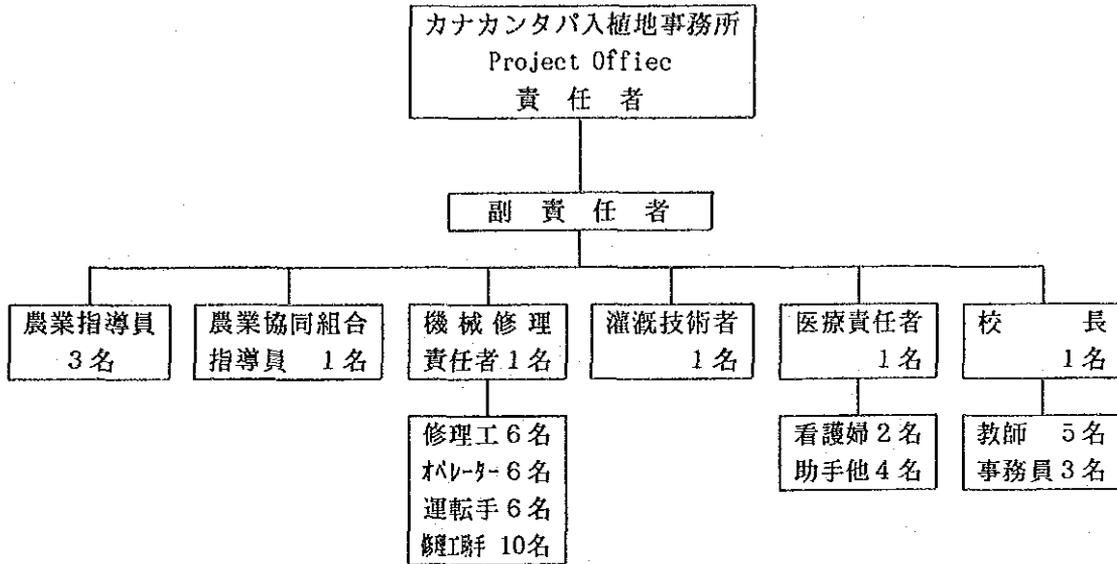 カナカンタパ入植地事務所
Project Offiec
責任者
副責任者
農業指導員
3名
農業協同組合
指導員 1名
機械修理
責任者1名
灌漑技術者
1名
医療責任者
1名
校長
1名
修理工6名
オペレーター6名
運転手6名
修理工助手 10名
看護婦2名
助手他4名
教師 5名
事務員3名